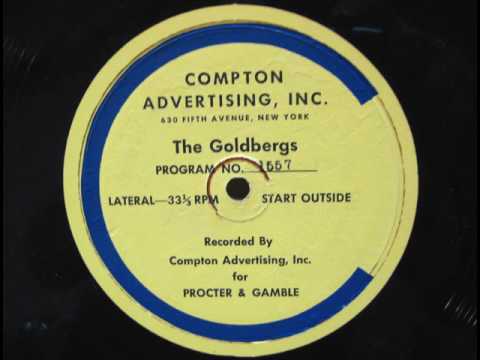 COMPTON
ADVERTISING, INC.
630 FIFTH AVENUE, NEW YORK
The Goldbergs
PROGRAM NO. 1557
LATERAL—33⅓ RPM START OUTSIDE
Recorded By
Compton Advertising, Inc.
for
PROCTER & GAMBLE